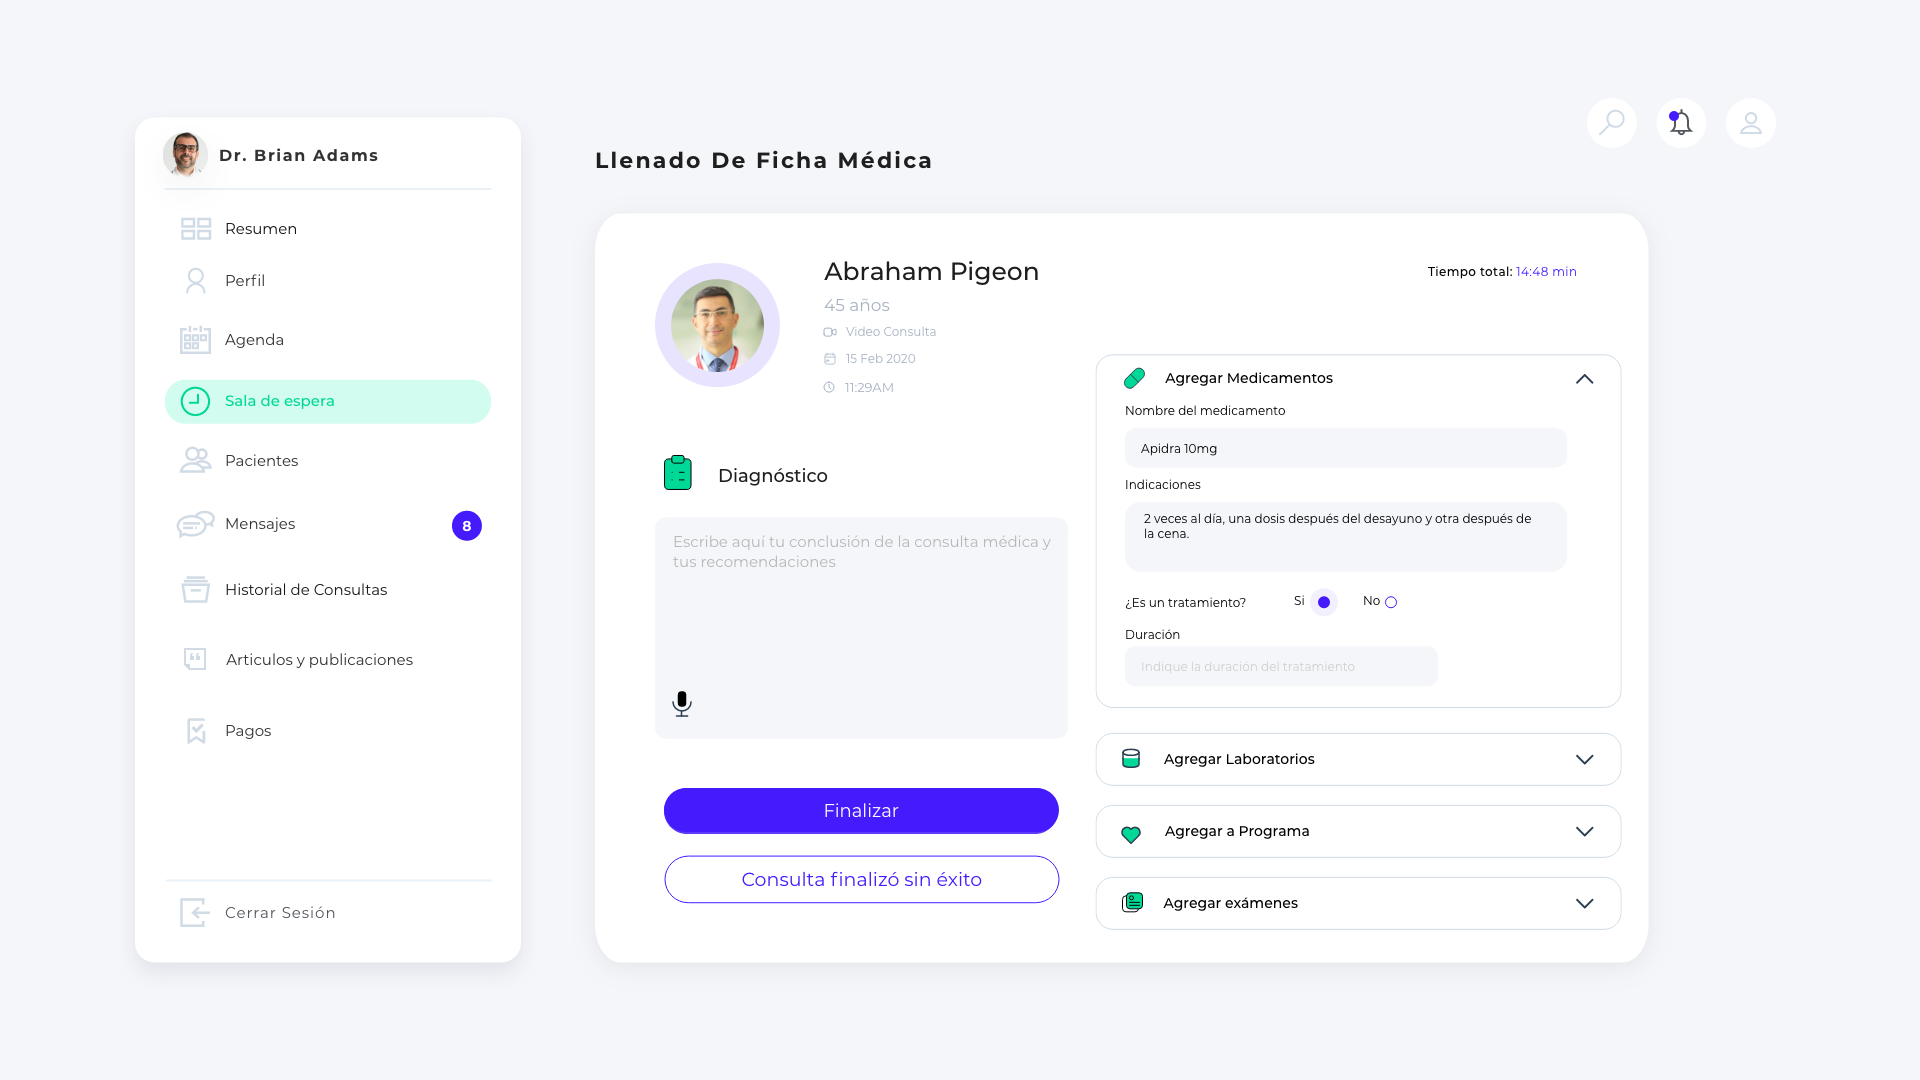 Dr. Brian Adams
Resumen
Perfil
Agenda
Sala de espera
Pacientes
Mensajes
8
Historial de Consultas
Articulos y publicaciones
Pagos
Cerrar Sesión
Llenado De Ficha Médica
Abraham Pigeon
45 años
Video Consulta
15 Feb 2020
11:29AM
Tiempo total: 14:48 min
Diagnóstico
Escribe aquí tu conclusión de la consulta médica y
tus recomendaciones
Finalizar
Consulta finalizó sin éxito
Agregar Medicamentos
Nombre del medicamento
Apidra 10mg
Indicaciones
2 veces al día, una dosis después del desayuno y otra después de
la cena.
¿Es un tratamiento? Si No
Duración
Indique la duración del tratamiento
Agregar Laboratorios
Agregar a Programa
Agregar exámenes